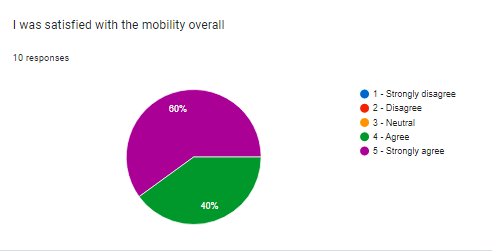 I was satisfied with the mobility overall
10 responses
60%
40%
1 - Strongly disagree
2 - Disagree
3 - Neutral
4 - Agree
5 - Strongly agree